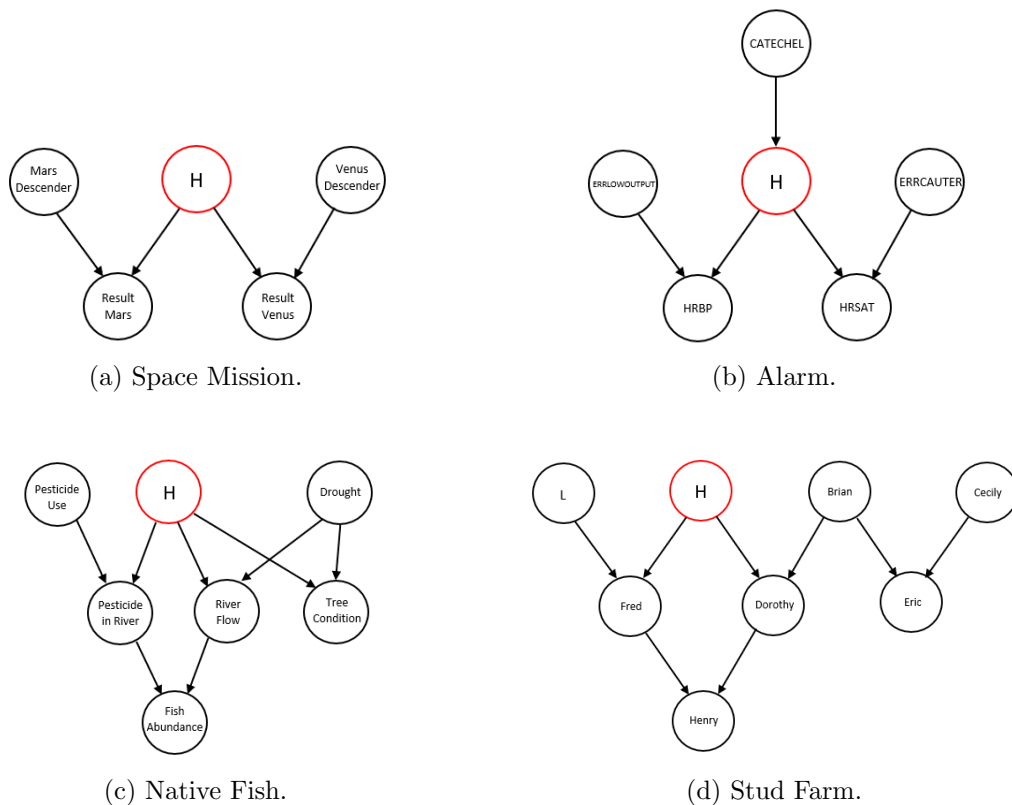 CATECHEL
Mars
Descender
H
Venus
Descender
ERRLOWOUTPUT
H
ERRCAUTER
Result
Mars
Result
Venus
HRBP
HRSAT
(a) Space Mission.
(b) Alarm.
Pesticide
Use
H
Drought
L
H
Brian
Cecily
Pesticide
in River
River
Flow
Tree
Condition
Fred
Dorothy
Eric
Fish
Abundance
Henry
(c) Native Fish.
(d) Stud Farm.